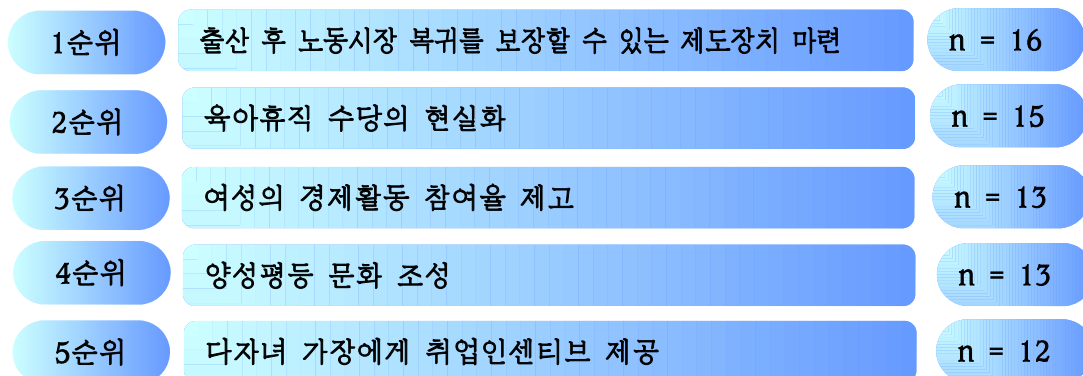 1순위 출산 후 노동시장 복귀를 보장할 수 있는 제도장치 마련 n = 16
2순위 육아휴직 수당의 현실화 n = 15
3순위 여성의 경제활동 참여율 제고 n = 13
4순위 양성평등 문화 조성 n = 13
5순위 다자녀 가장에게 취업인센티브 제공 n = 12